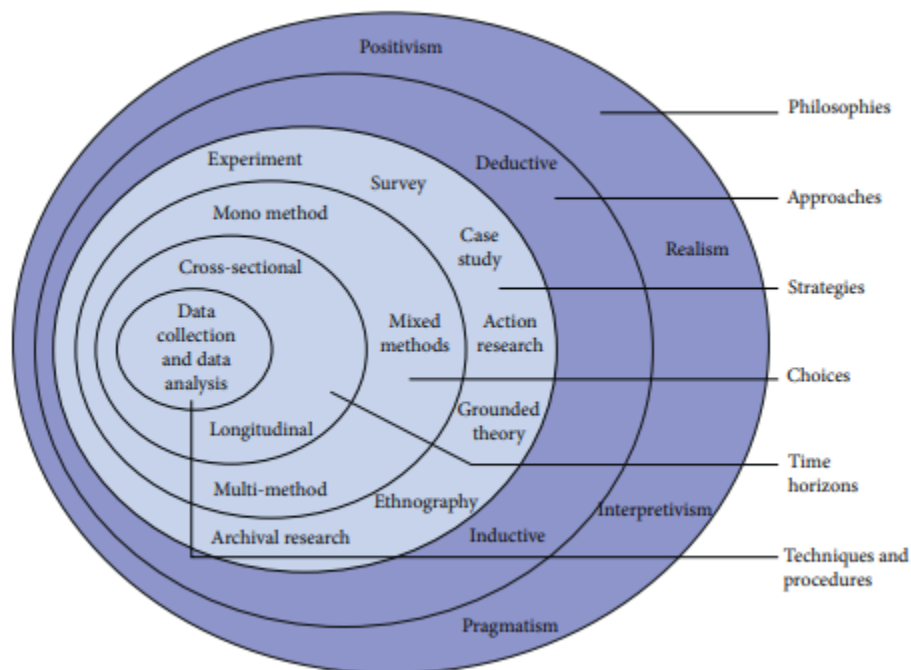 Positivism
Philosophies
Experiment
Deductive
Survey
Approaches
Mono method
Case
study
Realism
Cross-sectional
Strategies
Data
collection
and data
analysis
Mixed
methods
Action
research
Choices
Grounded
theory
Longitudinal
Time
horizons
Multi-method
Ethnography
Interpretivism
Archival research
Inductive
Techniques and
procedures
Pragmatism